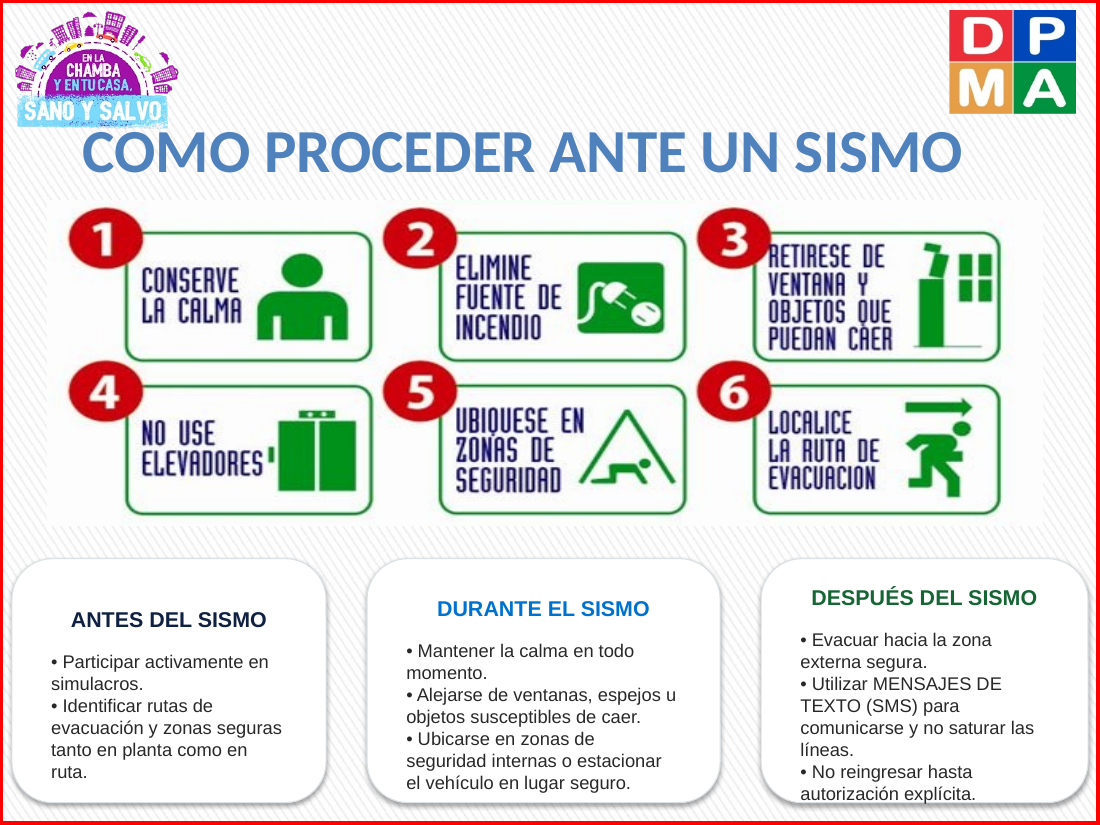 EN LA
CHAMBA
Y EN TU CASA,
SANO Y SALVO
D P
M A
COMO PROCEDER ANTE UN SISMO
1
CONSERVE
LA CALMA
2
ELIMINE
FUENTE DE
INCENDIO
3
RETIRESE DE
VENTANA Y
OBJETOS QUE
PUEDAN CAER
4
NO USE
ELEVADORES
5
UBIQUESE EN
ZONAS DE
SEGURIDAD
6
LOCALICE
LA RUTA DE
EVACUACION
ANTES DEL SISMO
• Participar activamente en
simulacros.
• Identificar rutas de
evacuación y zonas seguras
tanto en planta como en
ruta.
DURANTE EL SISMO
• Mantener la calma en todo
momento.
• Alejarse de ventanas, espejos u
objetos susceptibles de caer.
• Ubicarse en zonas de
seguridad internas o estacionar
el vehículo en lugar seguro.
DESPUÉS DEL SISMO
• Evacuar hacia la zona
externa segura.
• Utilizar MENSAJES DE
TEXTO (SMS) para
comunicarse y no saturar las
líneas.
• No reingresar hasta
autorización explícita.